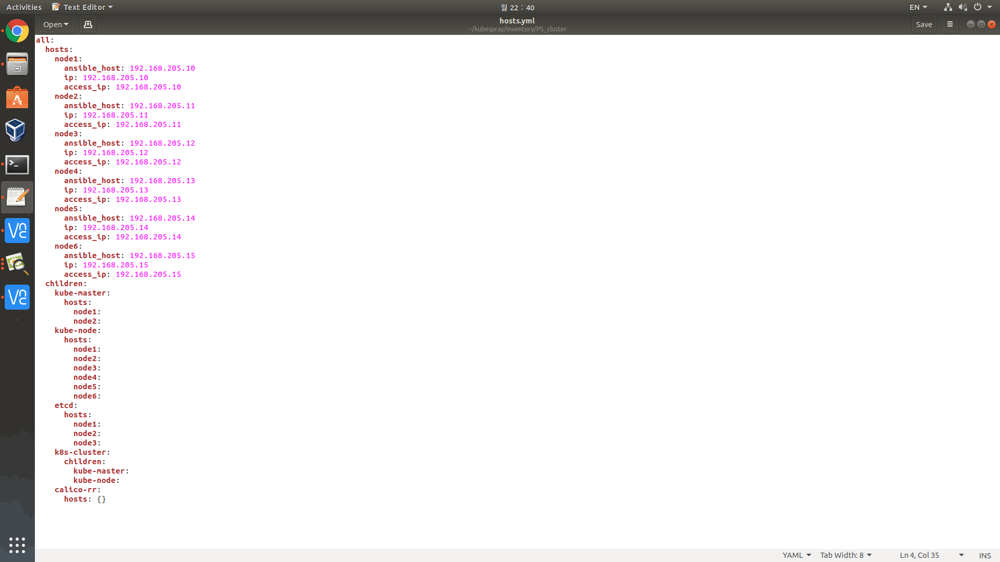 Activities Text Editor 월 22 : 40 EN
Open hosts.yml Save
~/kubespray/inventory/PS_cluster
all:
  hosts:
    node1:
      ansible_host: 192.168.205.10
      ip: 192.168.205.10
      access_ip: 192.168.205.10
    node2:
      ansible_host: 192.168.205.11
      ip: 192.168.205.11
      access_ip: 192.168.205.11
    node3:
      ansible_host: 192.168.205.12
      ip: 192.168.205.12
      access_ip: 192.168.205.12
    node4:
      ansible_host: 192.168.205.13
      ip: 192.168.205.13
      access_ip: 192.168.205.13
    node5:
      ansible_host: 192.168.205.14
      ip: 192.168.205.14
      access_ip: 192.168.205.14
    node6:
      ansible_host: 192.168.205.15
      ip: 192.168.205.15
      access_ip: 192.168.205.15
  children:
    kube-master:
      hosts:
        node1:
        node2:
    kube-node:
      hosts:
        node1:
        node2:
        node3:
        node4:
        node5:
        node6:
    etcd:
      hosts:
        node1:
        node2:
        node3:
    k8s-cluster:
      children:
        kube-master:
        kube-node:
    calico-rr:
      hosts: {}
YAML Tab Width: 8 Ln 4, Col 35 INS